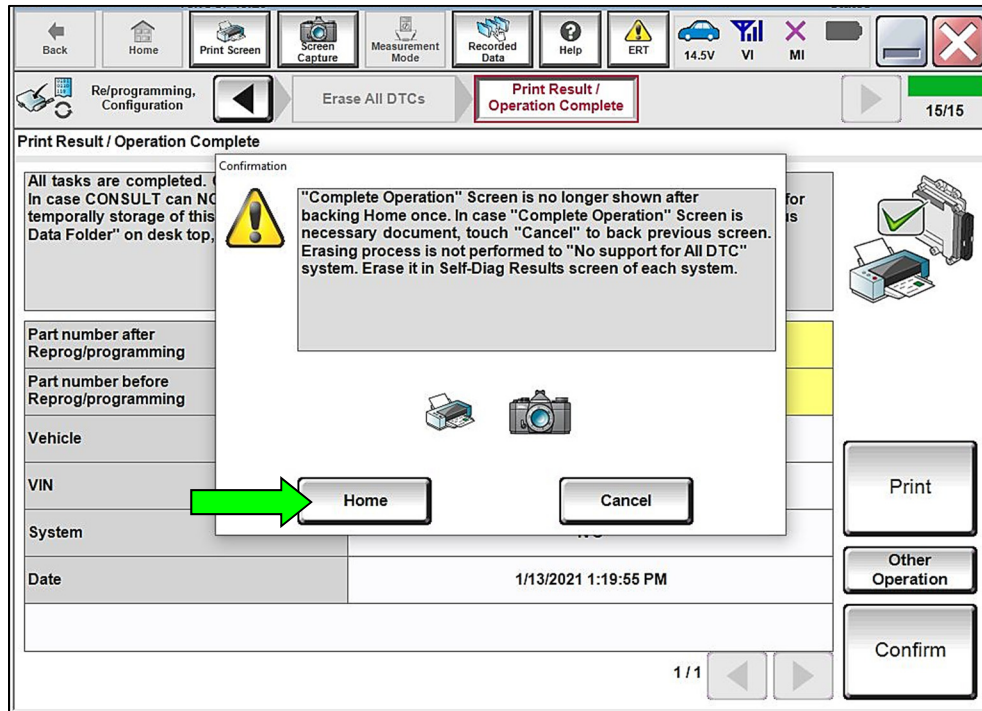 Back
Home
Print Screen
Screen
Capture
Measurement
Mode
Recorded
Data
Help
ERT
14.5V
VI
MI
Re/programming,
Configuration
Erase All DTCs
Print Result /
Operation Complete
15/15
Print Result / Operation Complete
All tasks are completed.
In case CONSULT can
for
temporally storage of this
Data Folder" on desk top,
Confirmation
"Complete Operation" Screen is no longer shown after
backing Home once. In case "Complete Operation" Screen is
necessary document, touch "Cancel" to back previous screen.
Erasing process is not performed to "No support for All DTC"
system. Erase it in Self-Diag Results screen of each system.
Part number after
Reprog/programming
Part number before
Reprog/programming
Vehicle
VIN
System
Date
1/13/2021 1:19:55 PM
Home
Cancel
Print
Other
Operation
Confirm
1/1